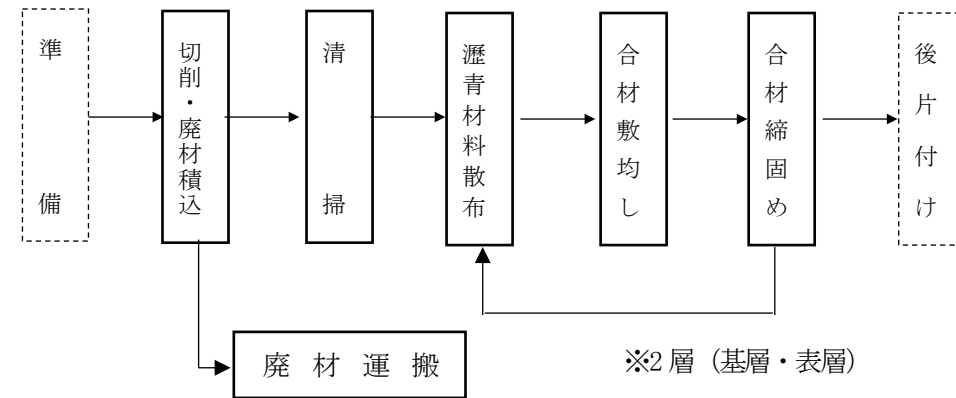 準備
切削・廃材積込
清掃
瀝青材料散布
合材敷均し
合材締固め
後片付け
廃材運搬
※2層（基層・表層）